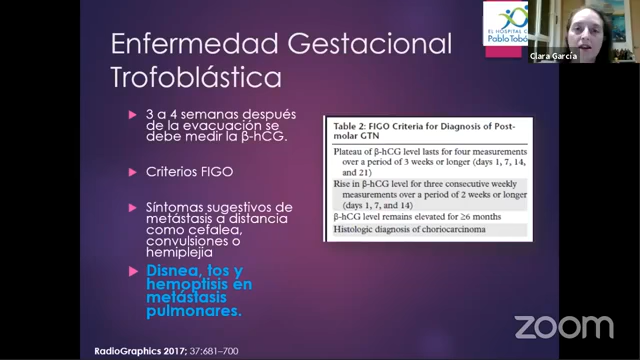 Enfermedad Gestacional
Trofoblástica
3 a 4 semanas después
de la evacuación se
debe medir la β-hCG.
Criterios FIGO
Síntomas sugestivos de
metástasis a distancia
como cefalea,
convulsiones o
hemiplejia
Disnea, tos y
hemoptisis en
metástasis
pulmonares.
Table 2: FIGO Criteria for Diagnosis of Post-
molar GTN
Plateau of β-hCG level lasts for four measurements
over a period of 3 weeks or longer (days 1, 7, 14,
and 21)
Rise in β-hCG level for three consecutive weekly
measurements over a period of 2 weeks or longer
(days 1, 7, and 14)
β-hCG level remains elevated for ≥6 months
Histologic diagnosis of choriocarcinoma
RadioGraphics 2017; 37:681–700
EL HOSPITAL
Pablo Tobó
Clara García
zoom